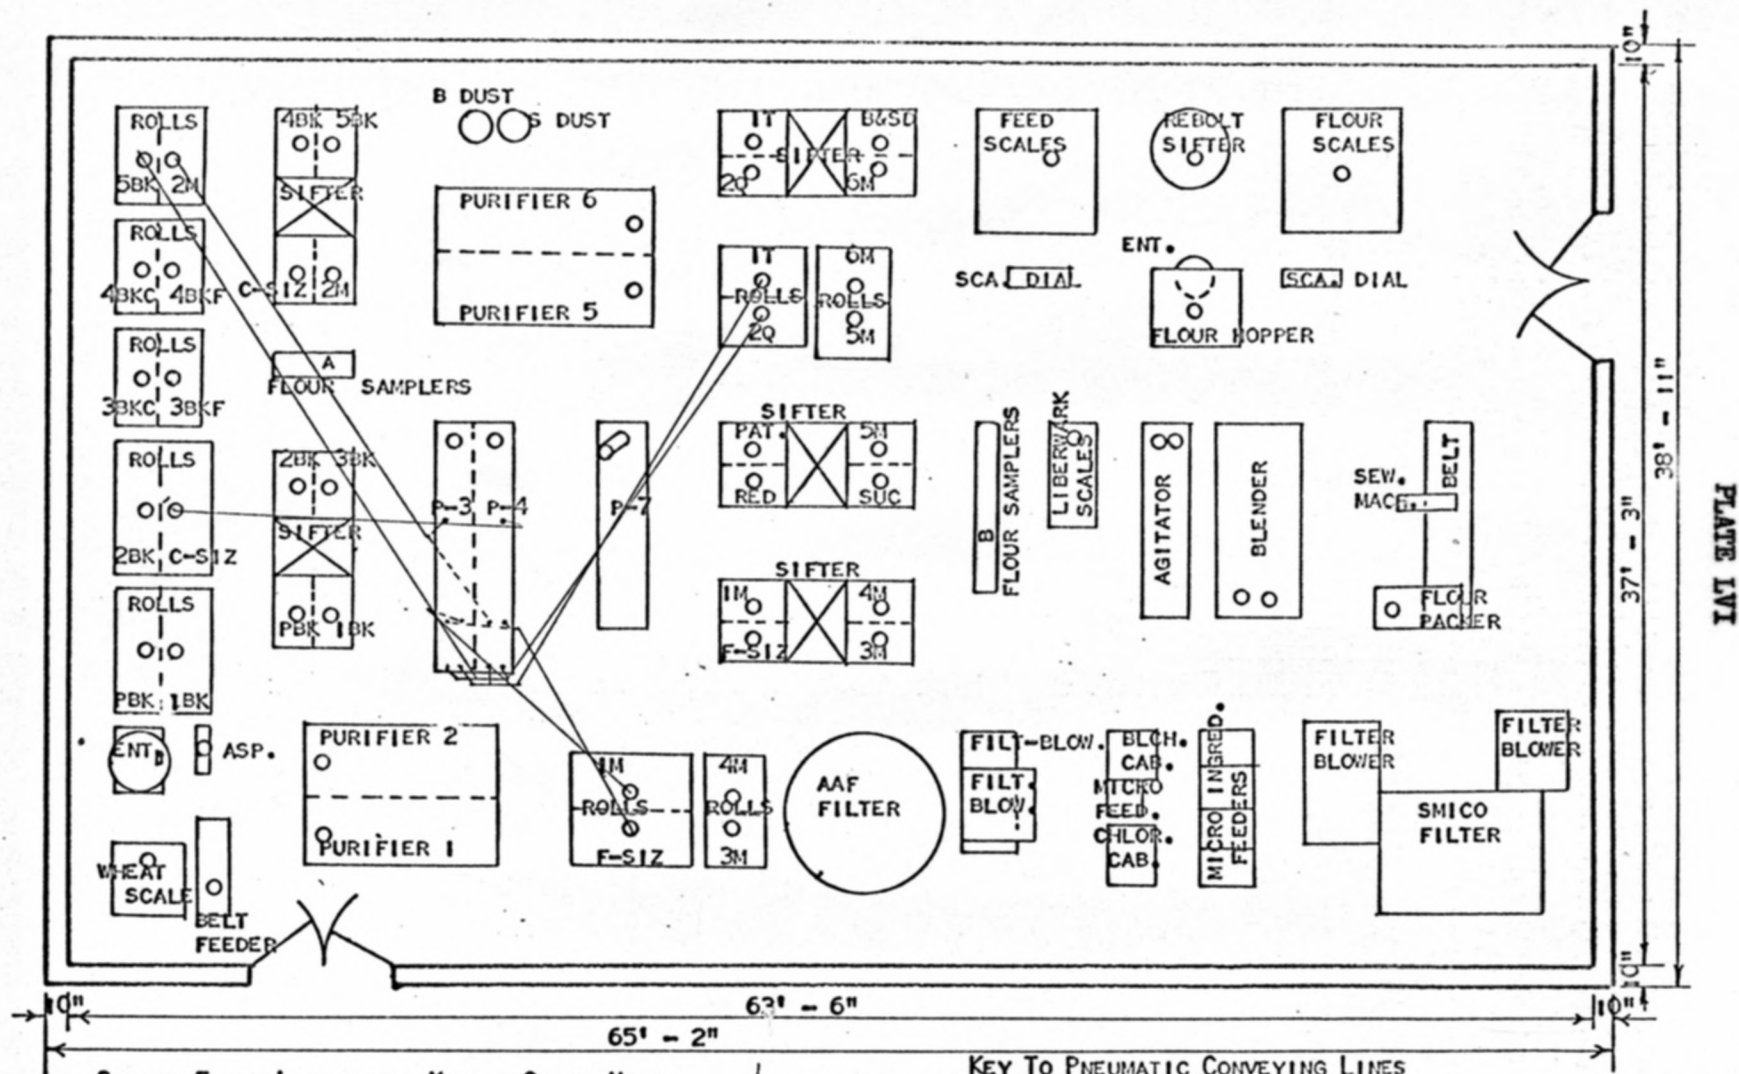 B DUST
S DUST
ROLLS
5BK 2M
4BK 5BK
SIFTER
C-SIZ 2M
PURIFIER 6
PURIFIER 5
1T B&SD
SIFTER
2Q 6M
FEED
SCALES
REBOLT
SIFTER
FLOUR
SCALES
10"
ROLLS
4BKC 4BKF
1T
ROLLS
2Q
6M
ROLLS
5M
SCA. DIAL
ENT.
FLOUR HOPPER
SCA. DIAL
ROLLS
3BKC 3BKF
A
FLOUR SAMPLERS
ROLLS
2BK C-SIZ
2BK 3BK
SIFTER
PBK 1BK
P-3 P-4
P-7
SIFTER
PAT. 5M
RED SUC
B
FLOUR SAMPLERS
LIBERWARK
SCALES
AGITATOR
BLENDER
SEW.
MACH.
BELT
FLOUR
PACKER
38' - 11"
37' - 3"
PLATE LVI
ROLLS
PBK 1BK
SIFTER
1M 4M
F-SIZ 3M
ENT.
ASP.
PURIFIER 2
PURIFIER 1
1M
ROLLS
F-SIZ
4M
ROLLS
3M
AAF
FILTER
FILT-BLOW.
FILT.
BLOW.
BLCH.
CAB.
MICRO
FEED.
CHLOR.
CAB.
MICRO INGRED.
FEEDERS
FILTER
BLOWER
FILTER
BLOWER
SMICO
FILTER
WHEAT
SCALE
BELT
FEEDER
10"
10"
63' - 6"
10"
65' - 2"
KEY TO PNEUMATIC CONVEYING LINES